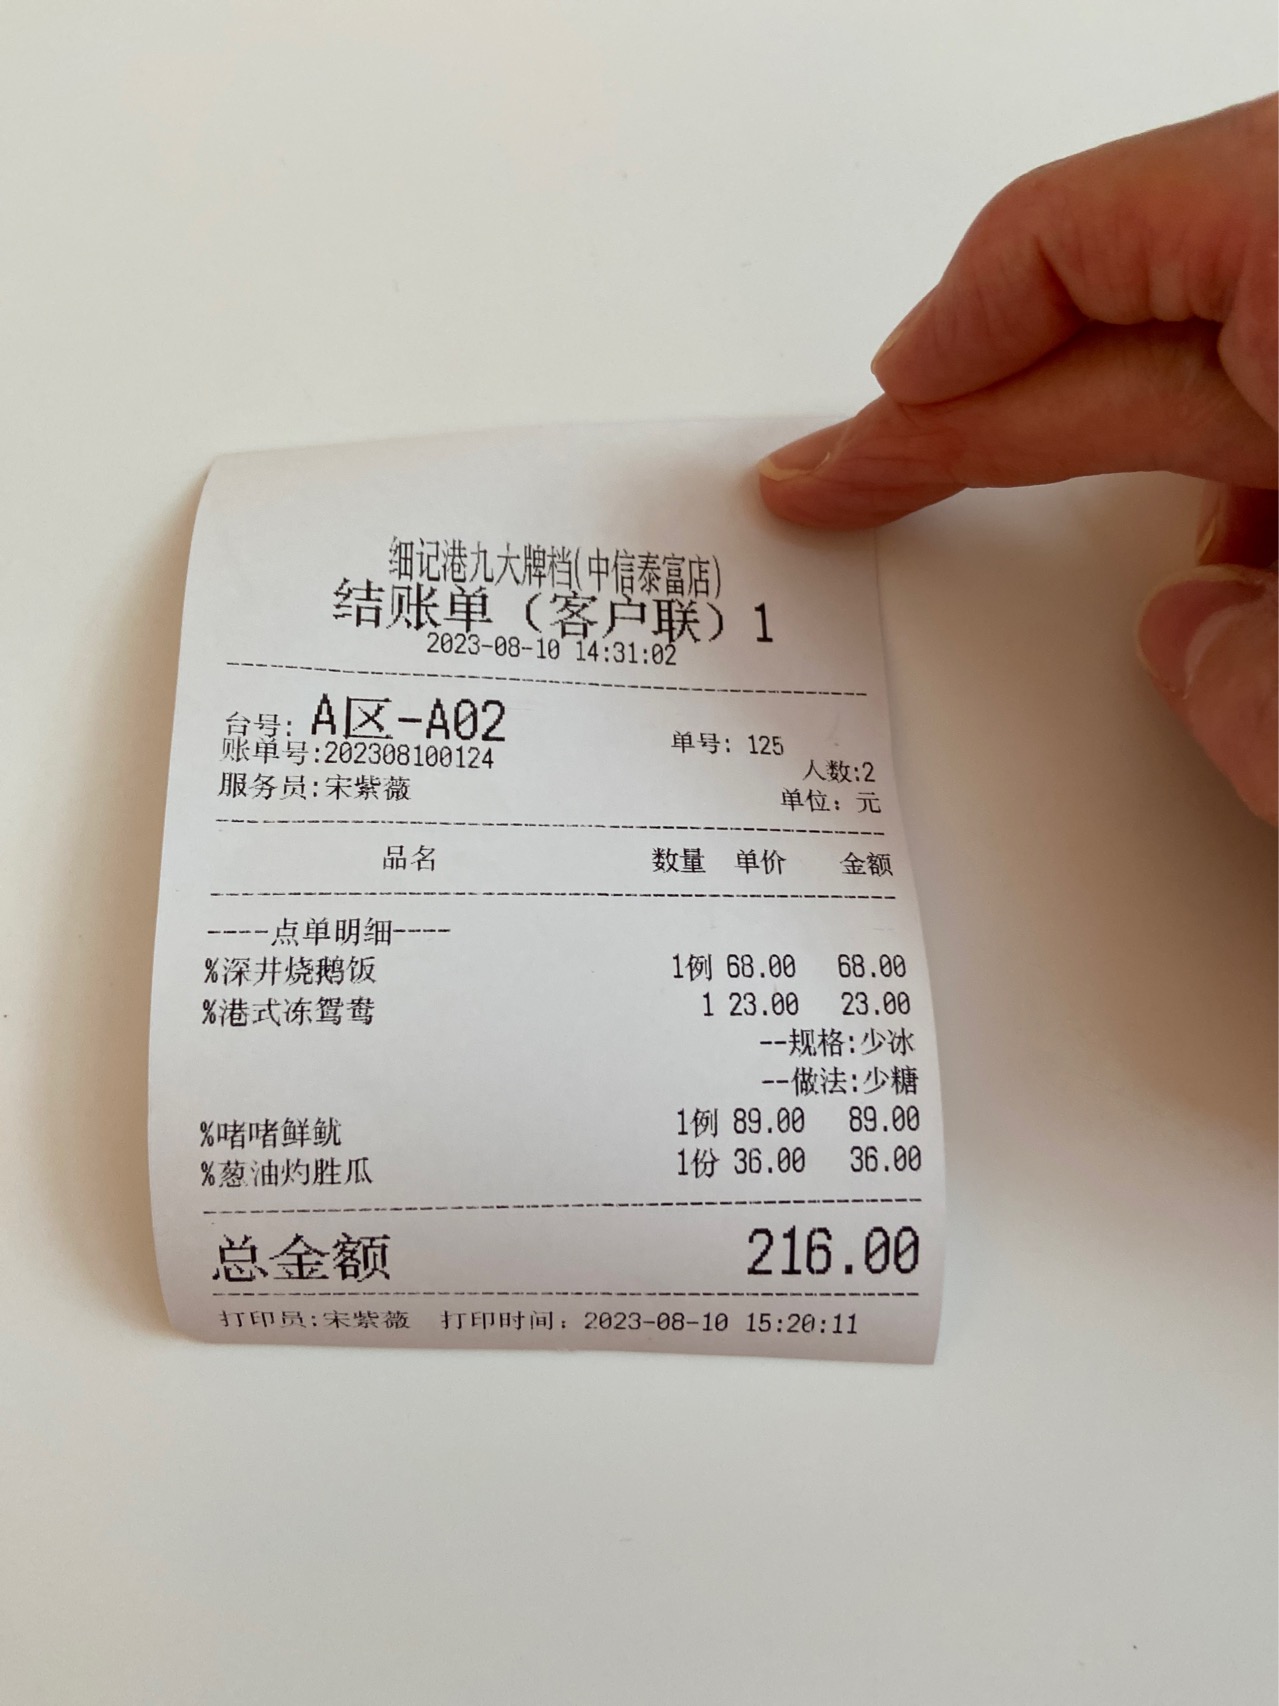 细记港九大牌档(中信泰富店)
结账单（客户联）1
2023-08-10 14:31:02
台号: A区-A02
单号: 125
账单号:202308100124
人数:2
服务员:宋紫薇
单位: 元
品名 数量 单价 金额
----点单明细----
%深井烧鹅饭 1例 68.00 68.00
%港式冻鸳鸯 1 23.00 23.00
--规格:少冰
--做法:少糖
%啫啫鲜鱿 1例 89.00 89.00
%葱油灼胜瓜 1份 36.00 36.00
总金额 216.00
打印员:宋紫薇 打印时间: 2023-08-10 15:20:11